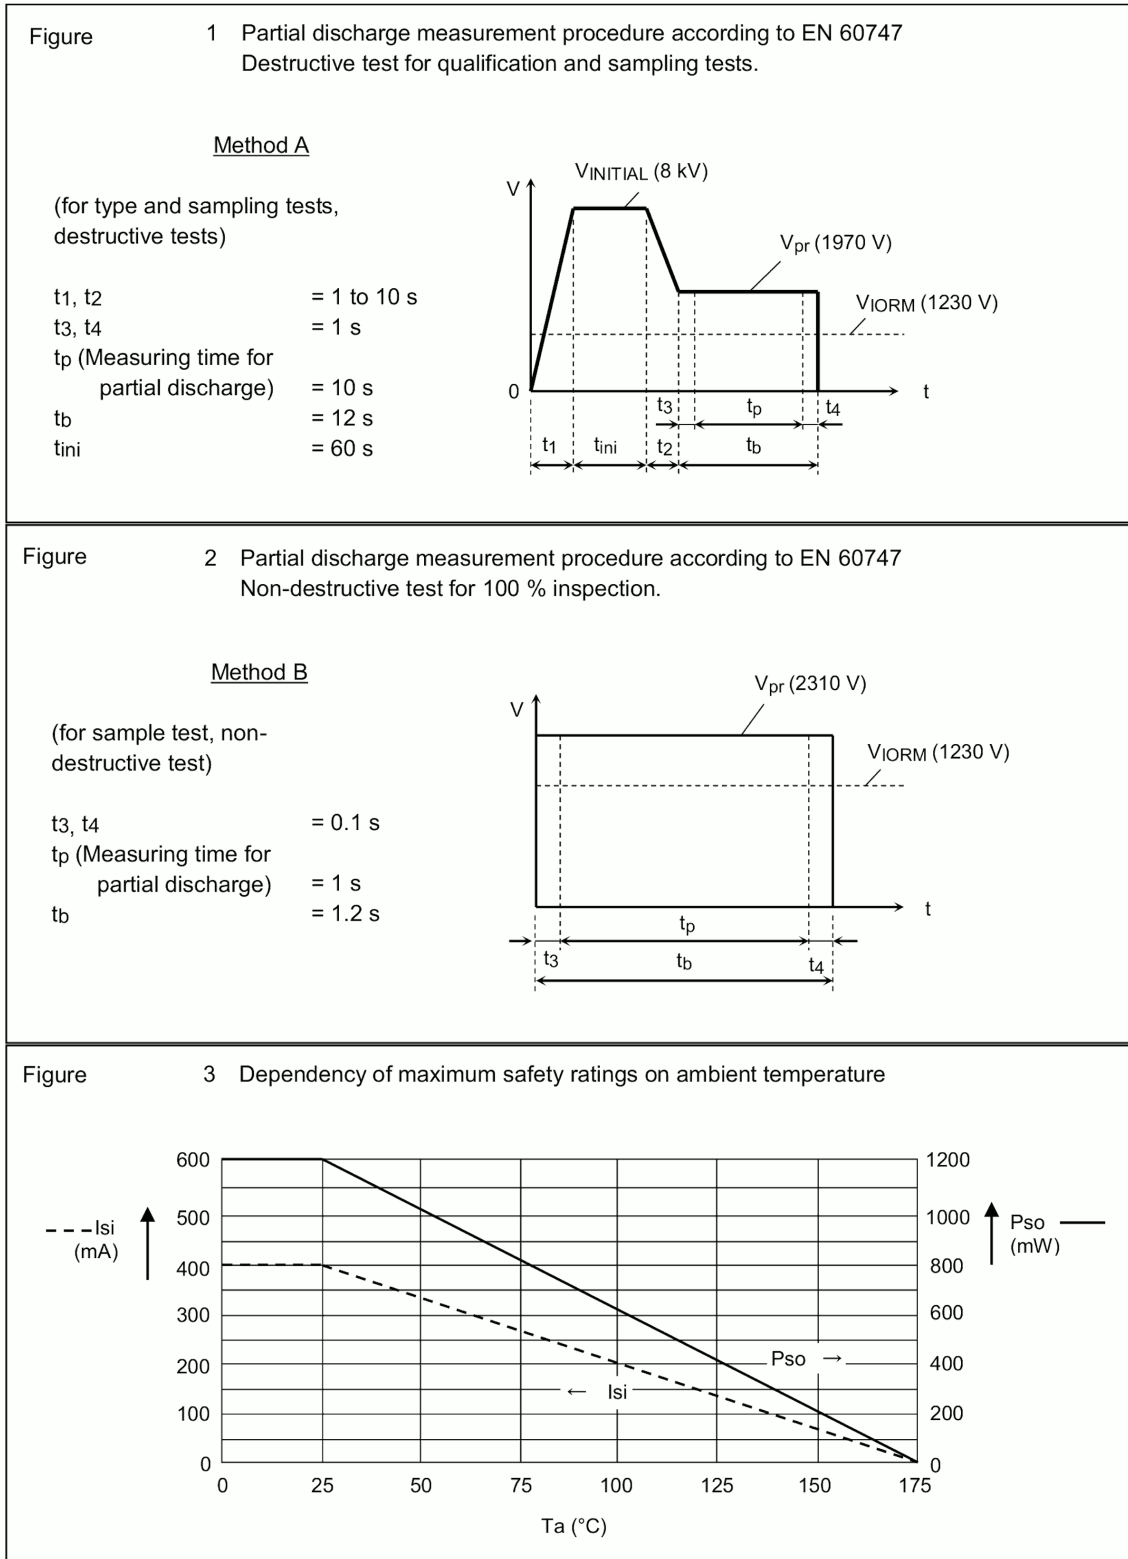 Figure 1 Partial discharge measurement procedure according to EN 60747
Destructive test for qualification and sampling tests.
Method A
(for type and sampling tests,
destructive tests)
t1, t2 = 1 to 10 s
t3, t4 = 1 s
tp (Measuring time for
partial discharge) = 10 s
tb = 12 s
tini = 60 s
VINITIAL (8 kV)
V
Vpr (1970 V)
VIORM (1230 V)
0
t
t3 tp t4
t1 tini t2 tb
Figure 2 Partial discharge measurement procedure according to EN 60747
Non-destructive test for 100 % inspection.
Method B
(for sample test, non-
destructive test)
t3, t4 = 0.1 s
tp (Measuring time for
partial discharge) = 1 s
tb = 1.2 s
Vpr (2310 V)
V
VIORM (1230 V)
t
tp
t3 tb t4
Figure 3 Dependency of maximum safety ratings on ambient temperature
600 1200
500 1000
Isi Pso
(mA) (mW)
400 800
300 600
200 Pso → 400
← Isi
100 200
0 0
0 25 50 75 100 125 150 175
Ta (°C)